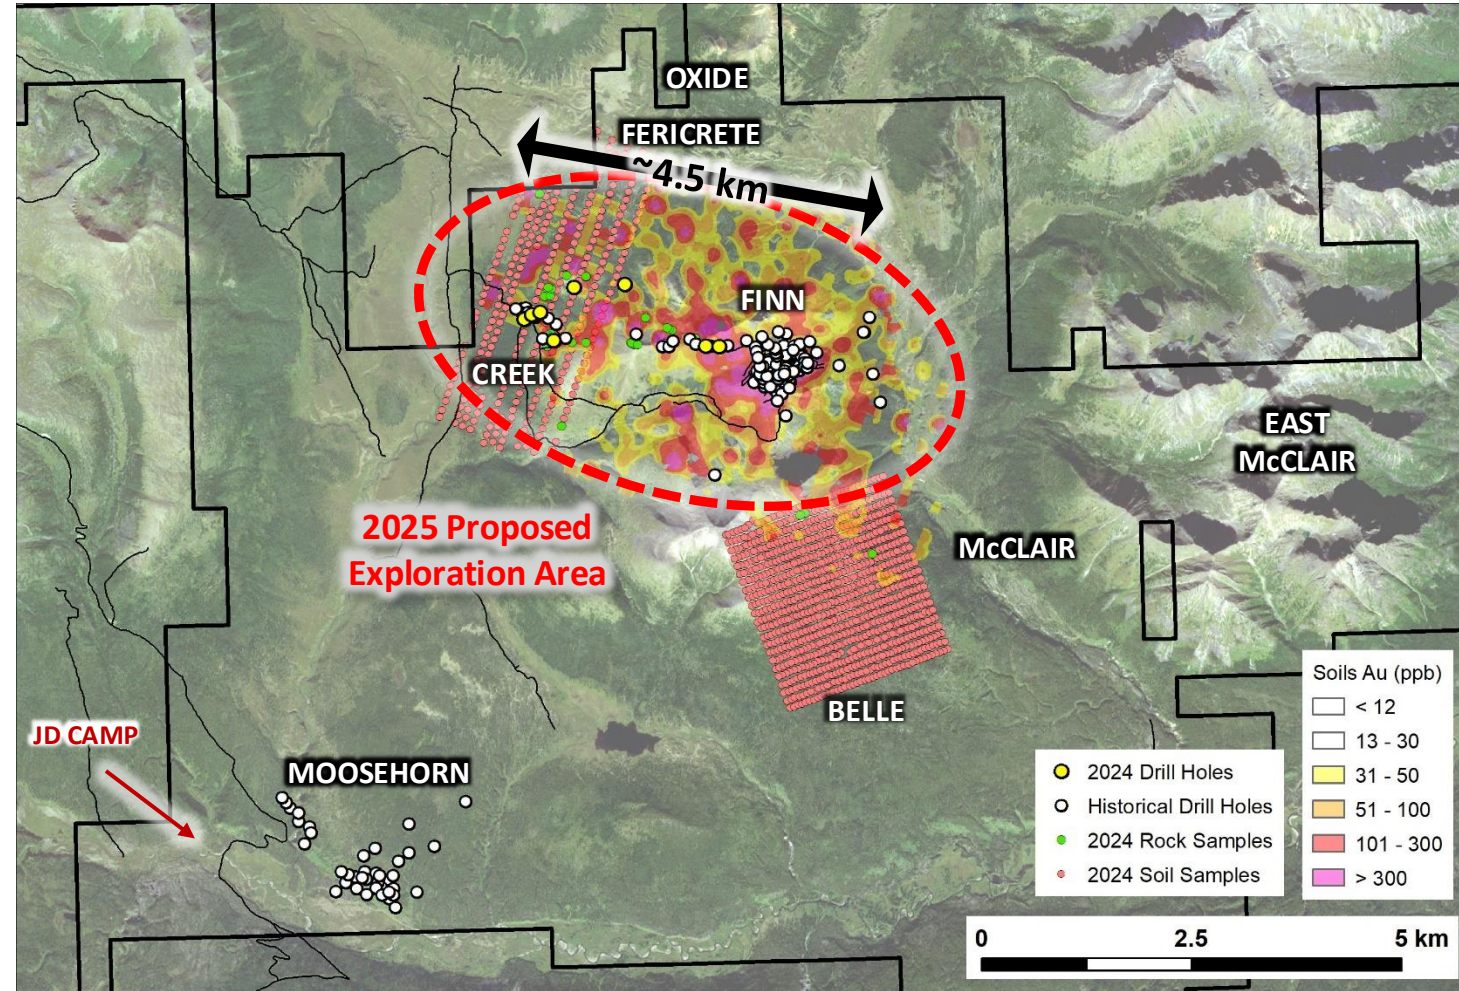 OXIDE
FERICRETE
~4.5 km
FINN
CREEK
EAST
McCLAIR
2025 Proposed
Exploration Area
McCLAIR
BELLE
JD CAMP
MOOSEHORN
2024 Drill Holes
Historical Drill Holes
2024 Rock Samples
2024 Soil Samples
Soils Au (ppb)
< 12
13 - 30
31 - 50
51 - 100
101 - 300
> 300
0 2.5 5 km